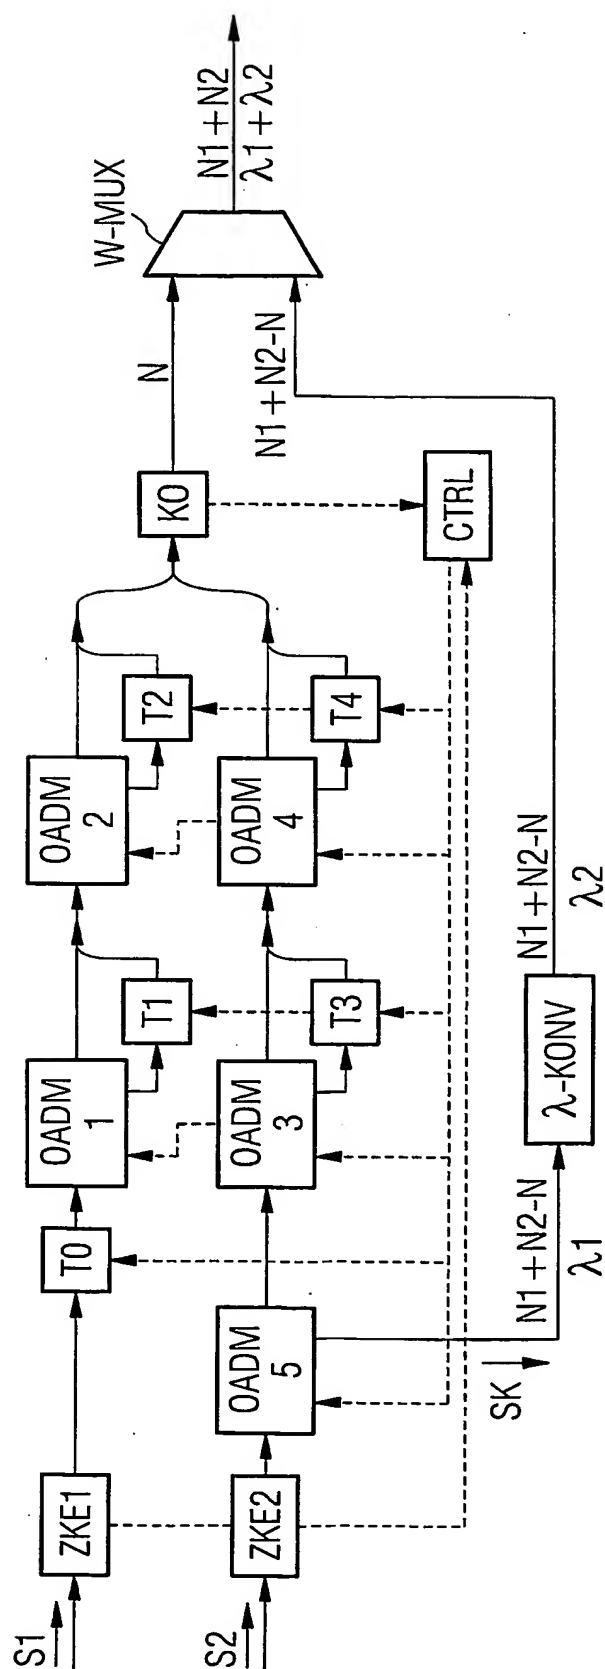 S1
ZKE1
T0
OADM
1
T1
OADM
2
T2
S2
ZKE2
OADM
5
OADM
3
T3
OADM
4
T4
KO
N
W-MUX
N1+N2
λ1+λ2
N1+N2-N
CTRL
SK
N1+N2-N
λ1
λ-KONV
N1+N2-N
λ2